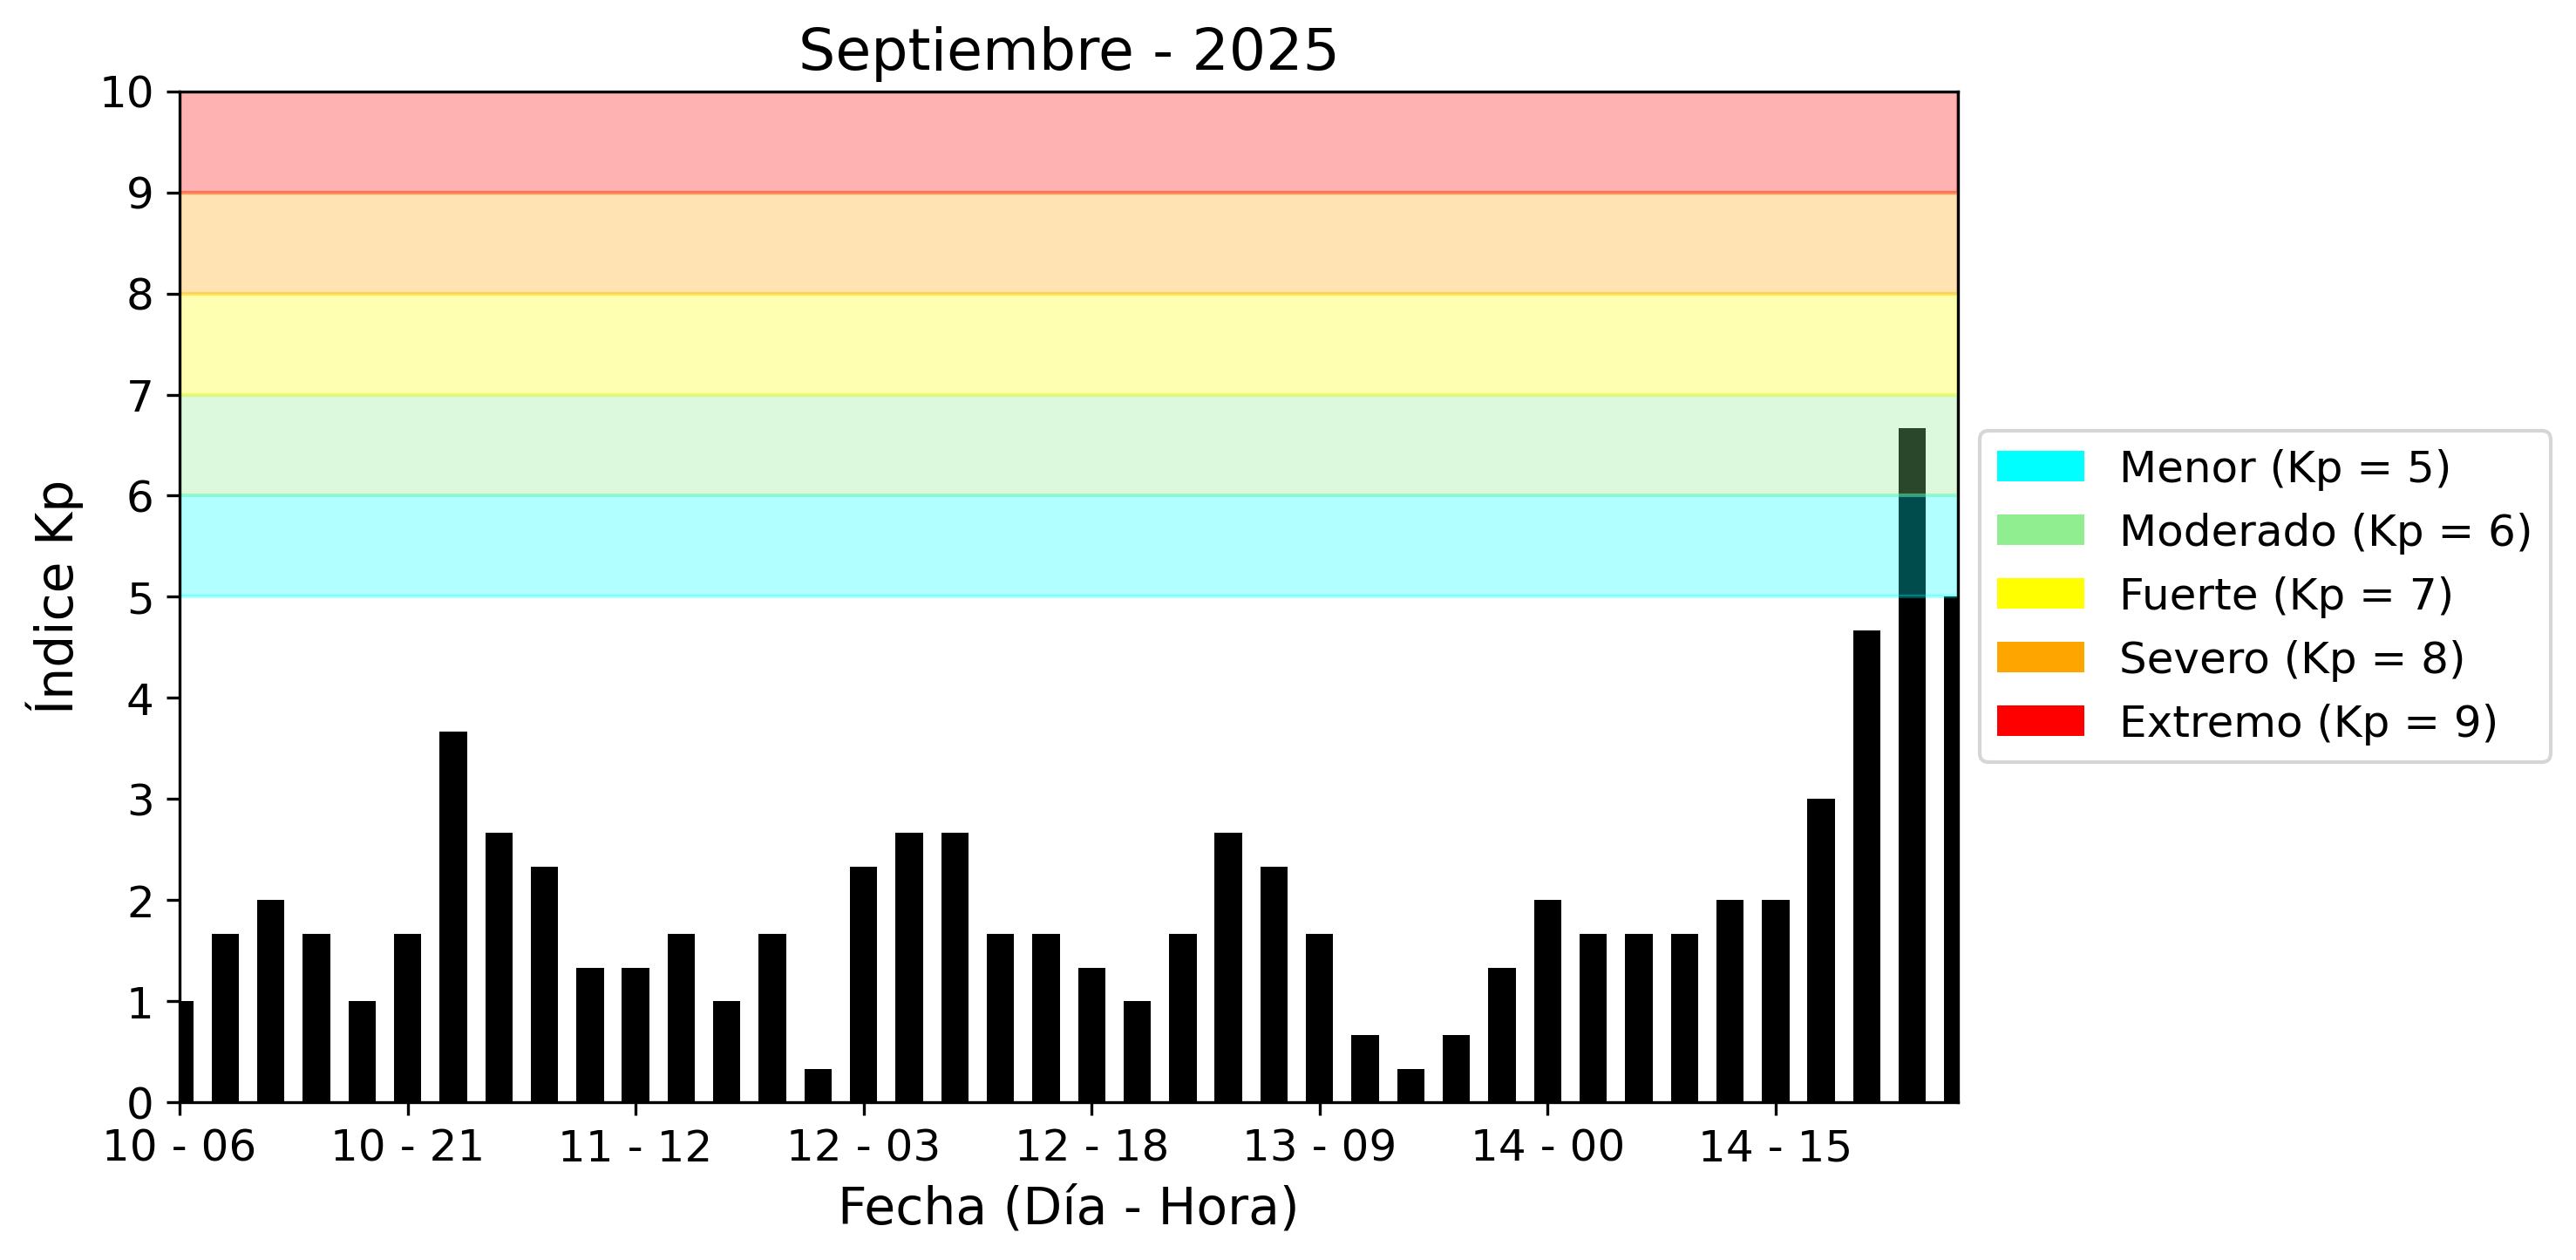 Septiembre - 2025
10
9
8
7
6
5
4
3
2
1
0
Índice Kp
10 - 06
10 - 21
11 - 12
12 - 03
12 - 18
13 - 09
14 - 00
14 - 15
Fecha (Día - Hora)
Menor (Kp = 5)
Moderado (Kp = 6)
Fuerte (Kp = 7)
Severo (Kp = 8)
Extremo (Kp = 9)